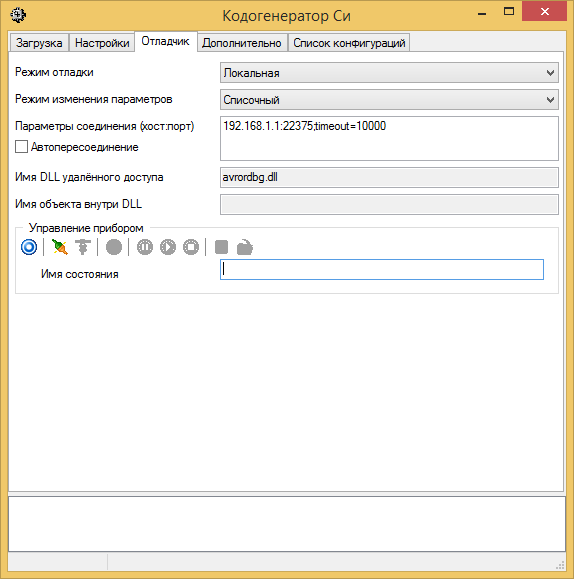 Кодогенератор Си
Загрузка Настройки Отладчик Дополнительно Список конфигураций
Режим отладки Локальная
Режим изменения параметров Списочный
Параметры соединения (хост:порт) 192.168.1.1:22375;timeout=10000
Автопересоединение
Имя DLL удалённого доступа avrordbg.dll
Имя объекта внутри DLL
Управление прибором
Имя состояния